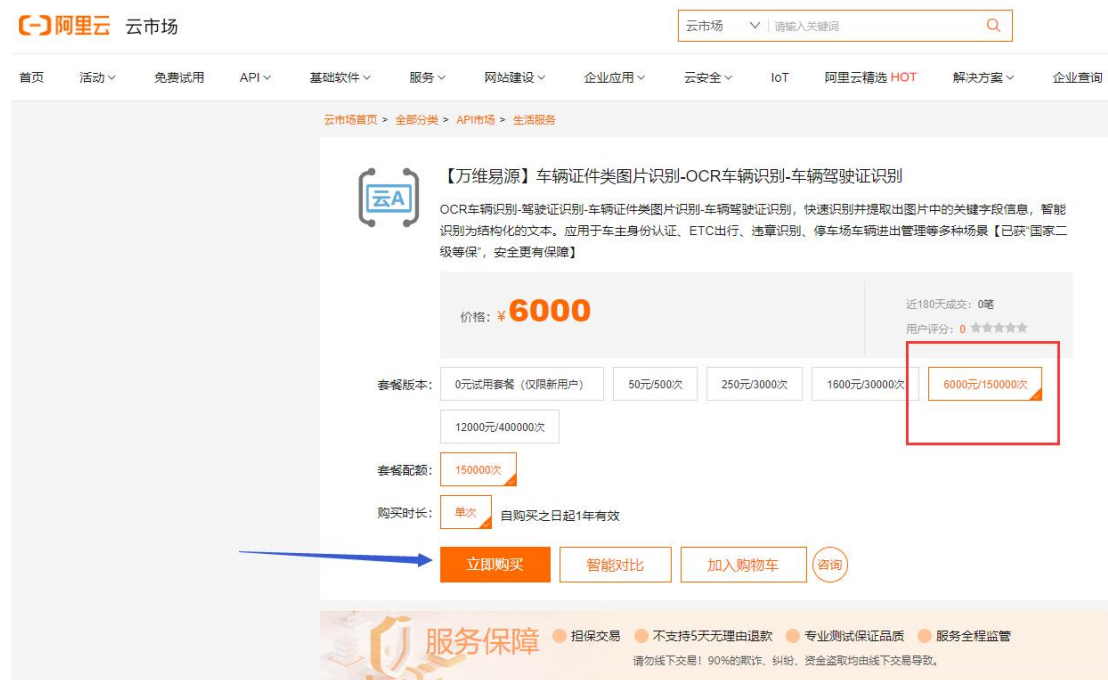 阿里云 云市场
云市场 请输入关键词
首页 活动 免费试用 API 基础软件 服务 网站建设 企业应用 云安全 IoT 阿里云精选 HOT 解决方案 企业查询
云市场首页 > 全部分类 > API市场 > 生活服务
云A
【万维易源】车辆证件类图片识别-OCR车辆识别-车辆驾驶证识别
OCR车辆识别-驾驶证识别-车辆证件类图片识别-车辆驾驶证识别，快速识别并提取出图片中的关键字段信息，智能
识别为结构化的文本。应用于车主身份认证、ETC出行、违章识别、停车场车辆进出管理等多种场景【已获“国家二
级等保”，安全更有保障】
价格: ¥6000
近180天成交: 0笔
用户评分: 0
套餐版本: 0元试用套餐（仅限新用户） 50元/500次 250元/3000次 1600元/30000次 6000元/150000次
12000元/400000次
套餐配额: 150000次
购买时长: 单次 自购买之日起1年有效
立即购买 智能对比 加入购物车 咨询
服务保障 担保交易 不支持5天无理由退款 专业测试保证品质 服务全程监管
请勿线下交易！90%的欺诈、纠纷、资金盗取均由线下交易导致。